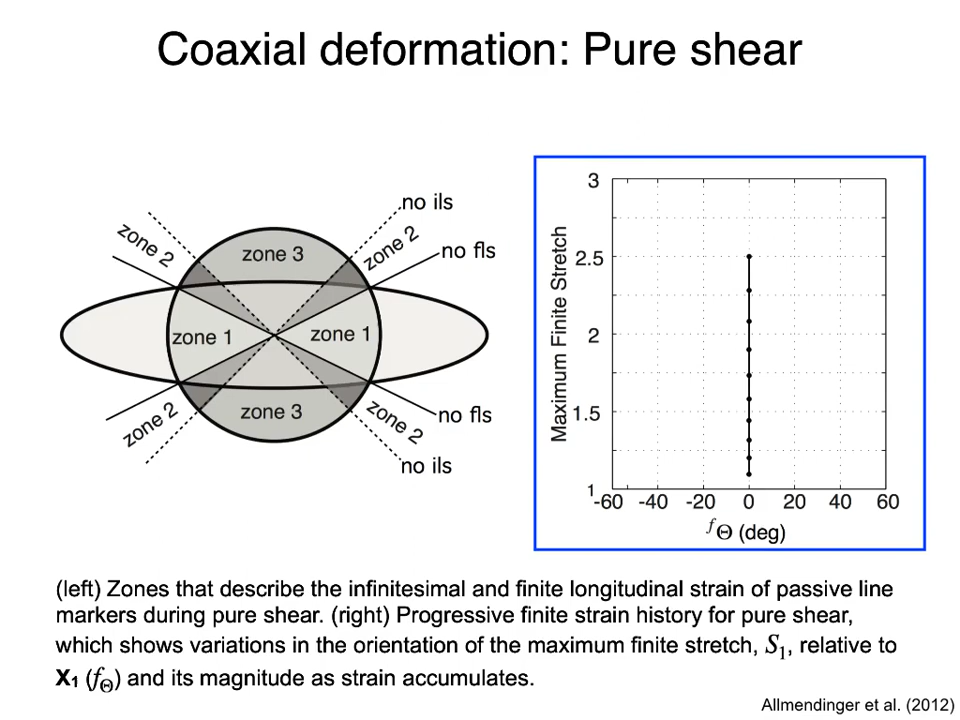 Coaxial deformation: Pure shear
no ils
zone 2
zone 2
no fls
zone 3
zone 1
zone 1
zone 3
no fls
zone 2
zone 2
no ils
3
2.5
2
1.5
1
Maximum Finite Stretch
-60 -40 -20 0 20 40 60
fΘ (deg)
(left) Zones that describe the infinitesimal and finite longitudinal strain of passive line
markers during pure shear. (right) Progressive finite strain history for pure shear,
which shows variations in the orientation of the maximum finite stretch, S1, relative to
X1 (fΘ) and its magnitude as strain accumulates.
Allmendinger et al. (2012)